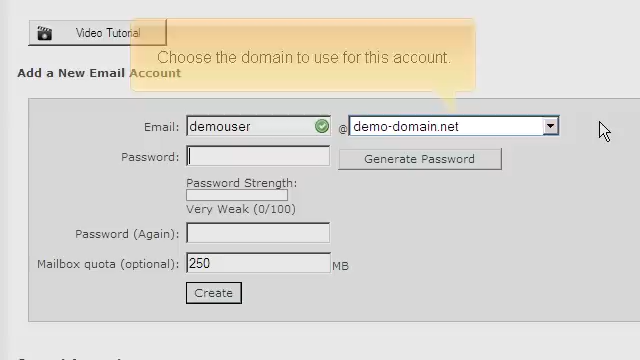 Video Tutorial
Choose the domain to use for this account.
Add a New Email Account
Email: demouser @ demo-domain.net
Password: Generate Password
Password Strength:
Very Weak (0/100)
Password (Again):
Mailbox quota (optional): 250 MB
Create